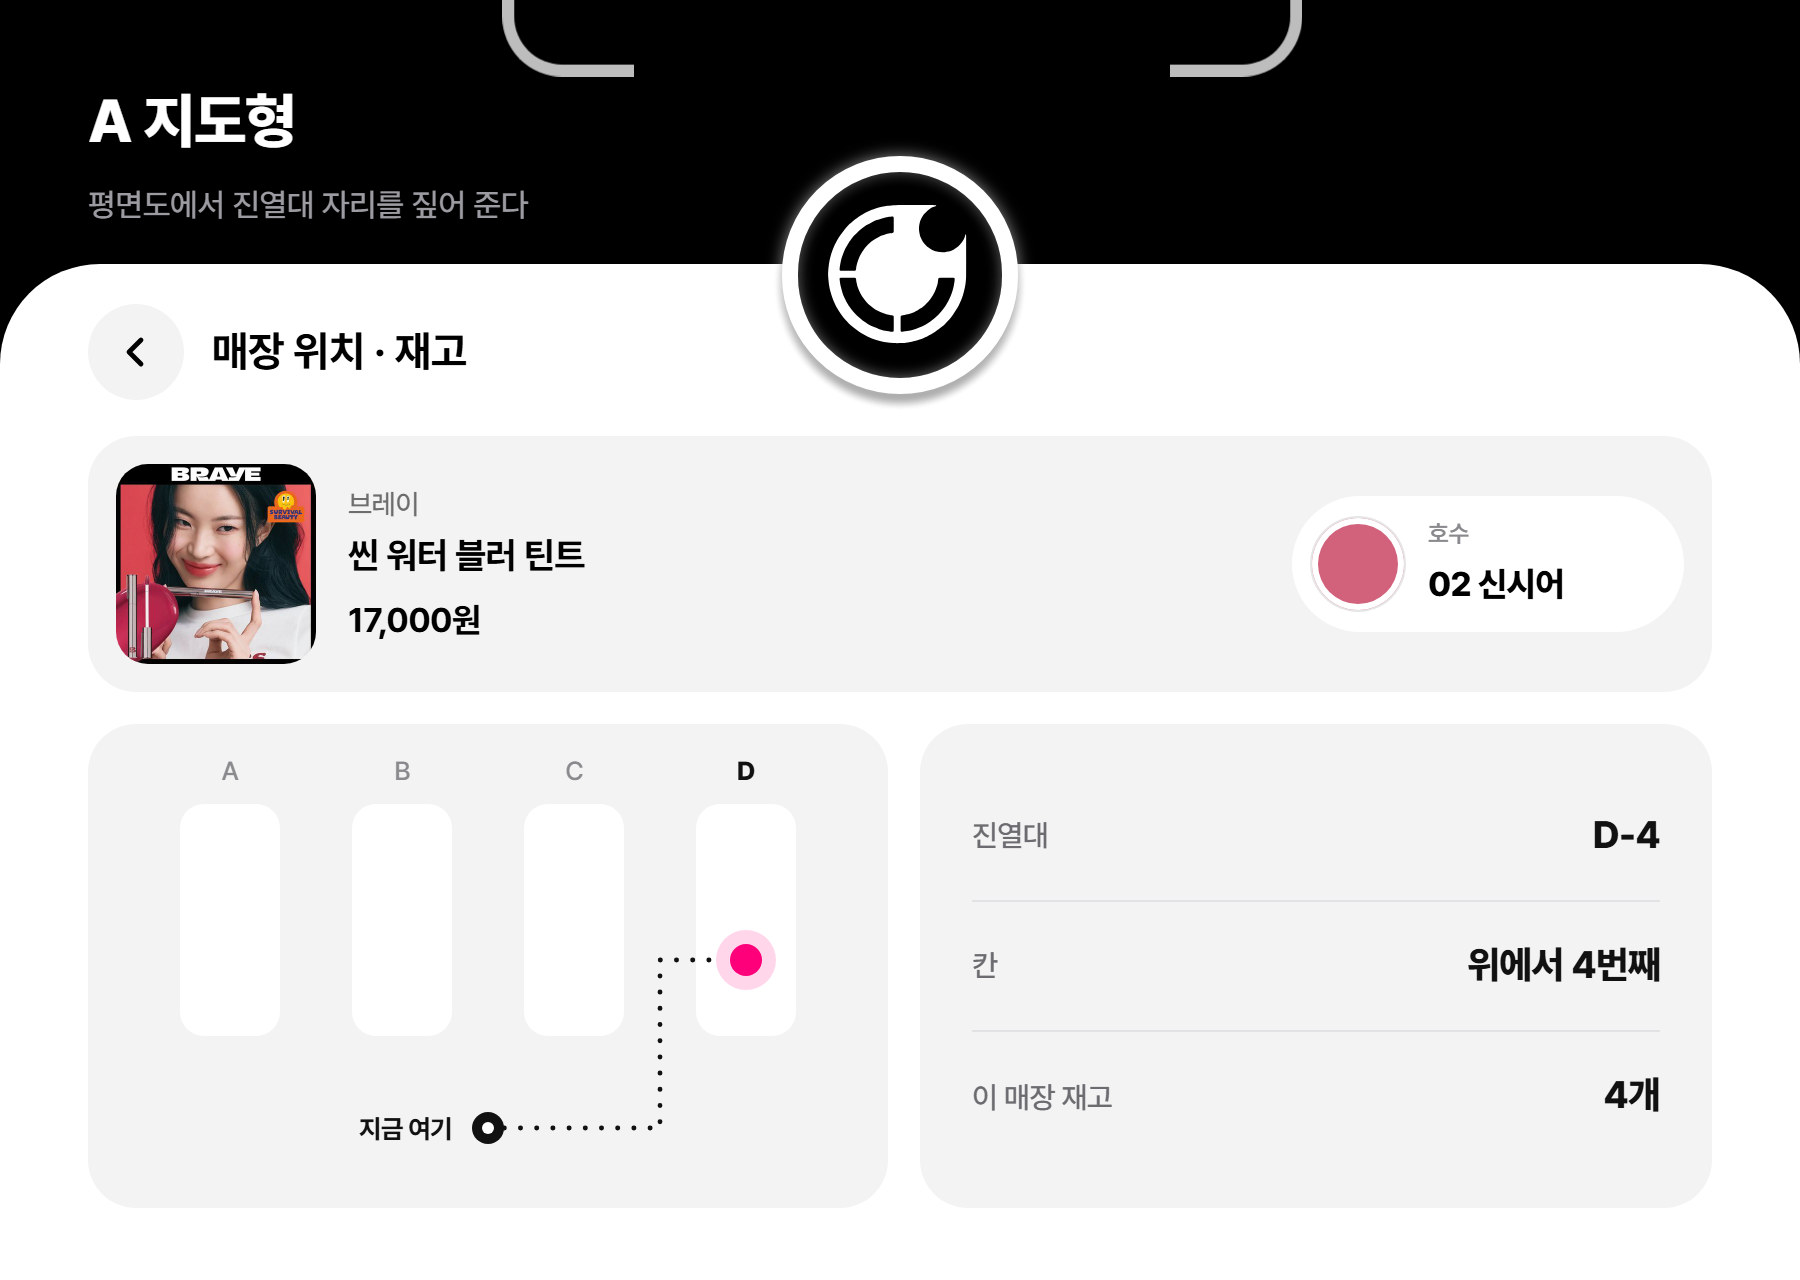 A 지도형
평면도에서 진열대 자리를 짚어 준다
매장 위치 · 재고
BRAYE
SURVIVAL
BEAUTY
브레이
씬 워터 블러 틴트
17,000원
호수
02 신시어
A B C D
지금 여기
진열대 D-4
칸 위에서 4번째
이 매장 재고 4개